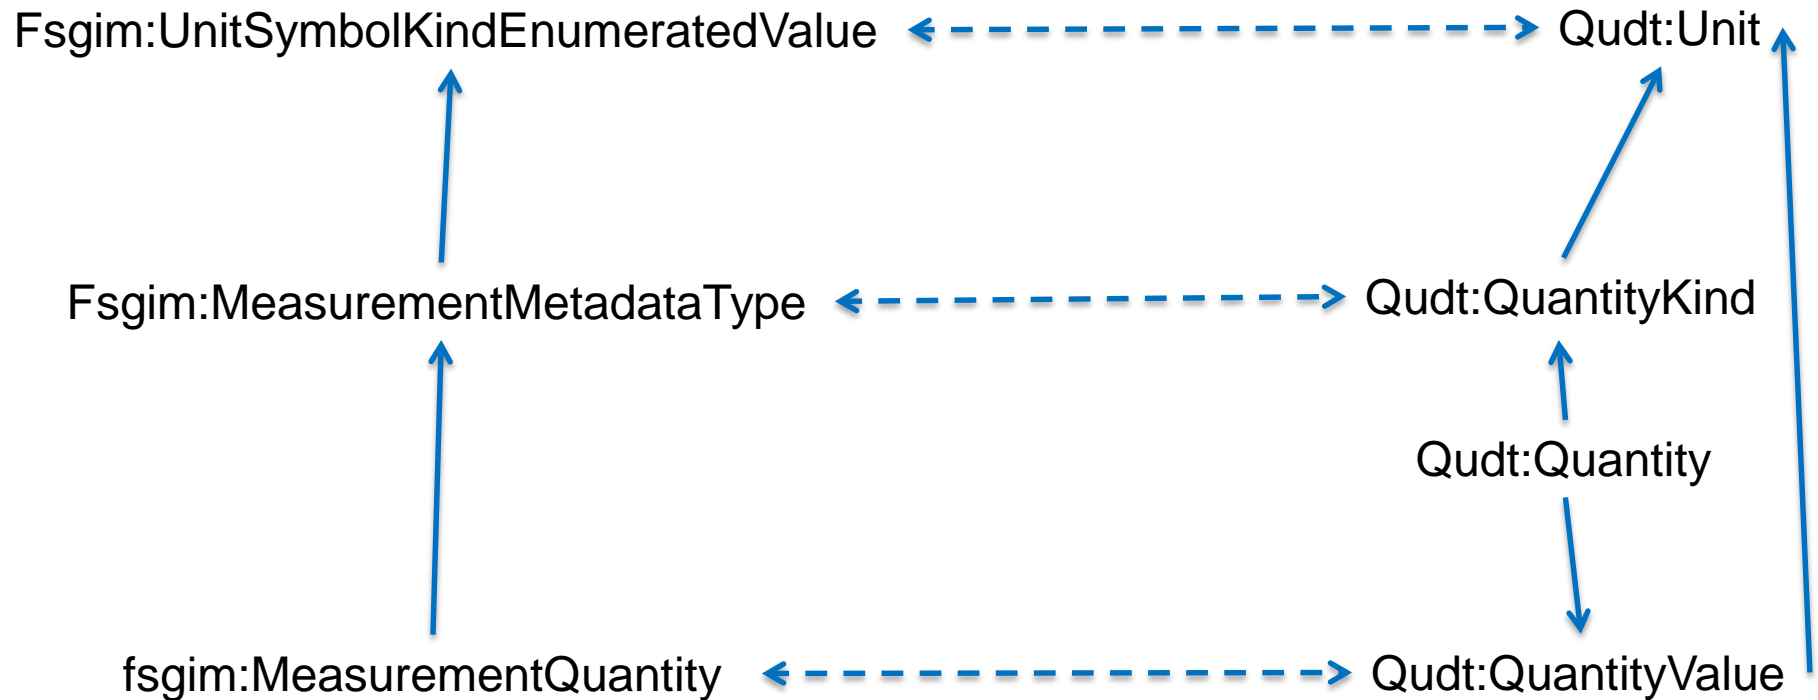 Fsgim:UnitSymbolKindEnumeratedValue
Qudt:Unit
Fsgim:MeasurementMetadataType
Qudt:QuantityKind
Qudt:Quantity
fsgim:MeasurementQuantity
Qudt:QuantityValue